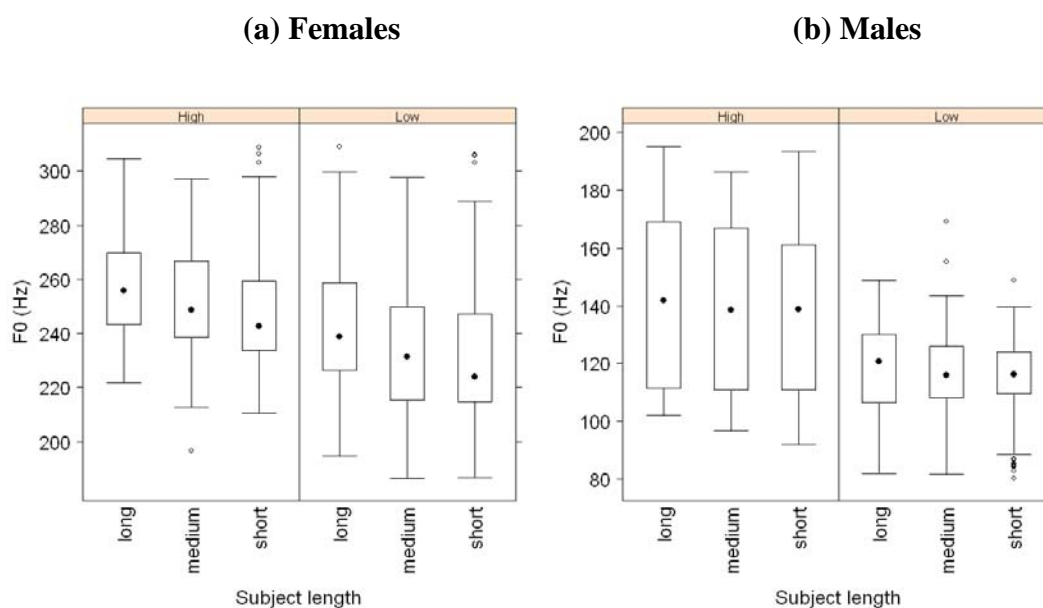 (a) Females
High Low
F0 (Hz)
300
280
260
240
220
200
long medium short long medium short
Subject length
(b) Males
High Low
F0 (Hz)
200
180
160
140
120
100
80
long medium short long medium short
Subject length